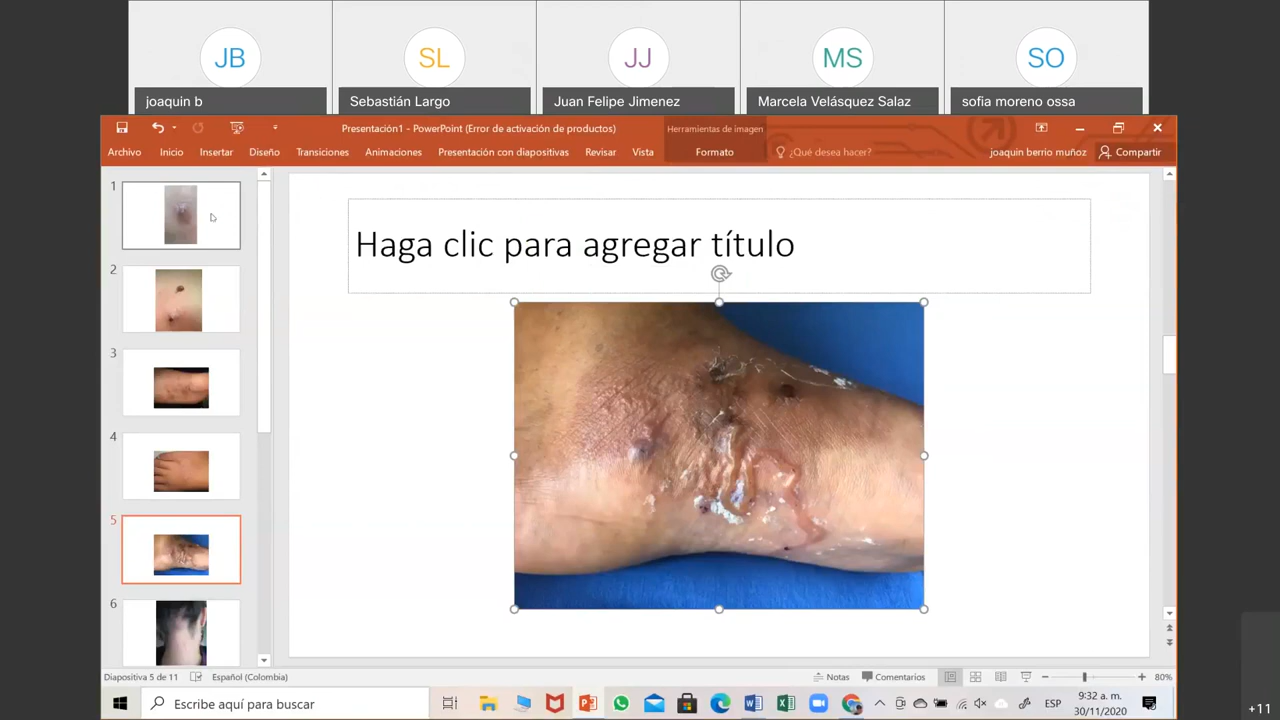 JB
SL
JJ
MS
SO
joaquin b
Sebastián Largo
Juan Felipe Jimenez
Marcela Velásquez Salaz
sofia moreno ossa
Presentación1 - PowerPoint (Error de activación de productos)
Herramientas de imagen
Archivo Inicio Insertar Diseño Transiciones Animaciones Presentación con diapositivas Revisar Vista Formato ¿Qué desea hacer? joaquin berrio muñoz Compartir
1
2
3
4
5
6
Haga clic para agregar título
Diapositiva 5 de 11 Español (Colombia) Notas Comentarios 80%
Escribe aquí para buscar
ESP
9:32 a. m.
30/11/2020
+11